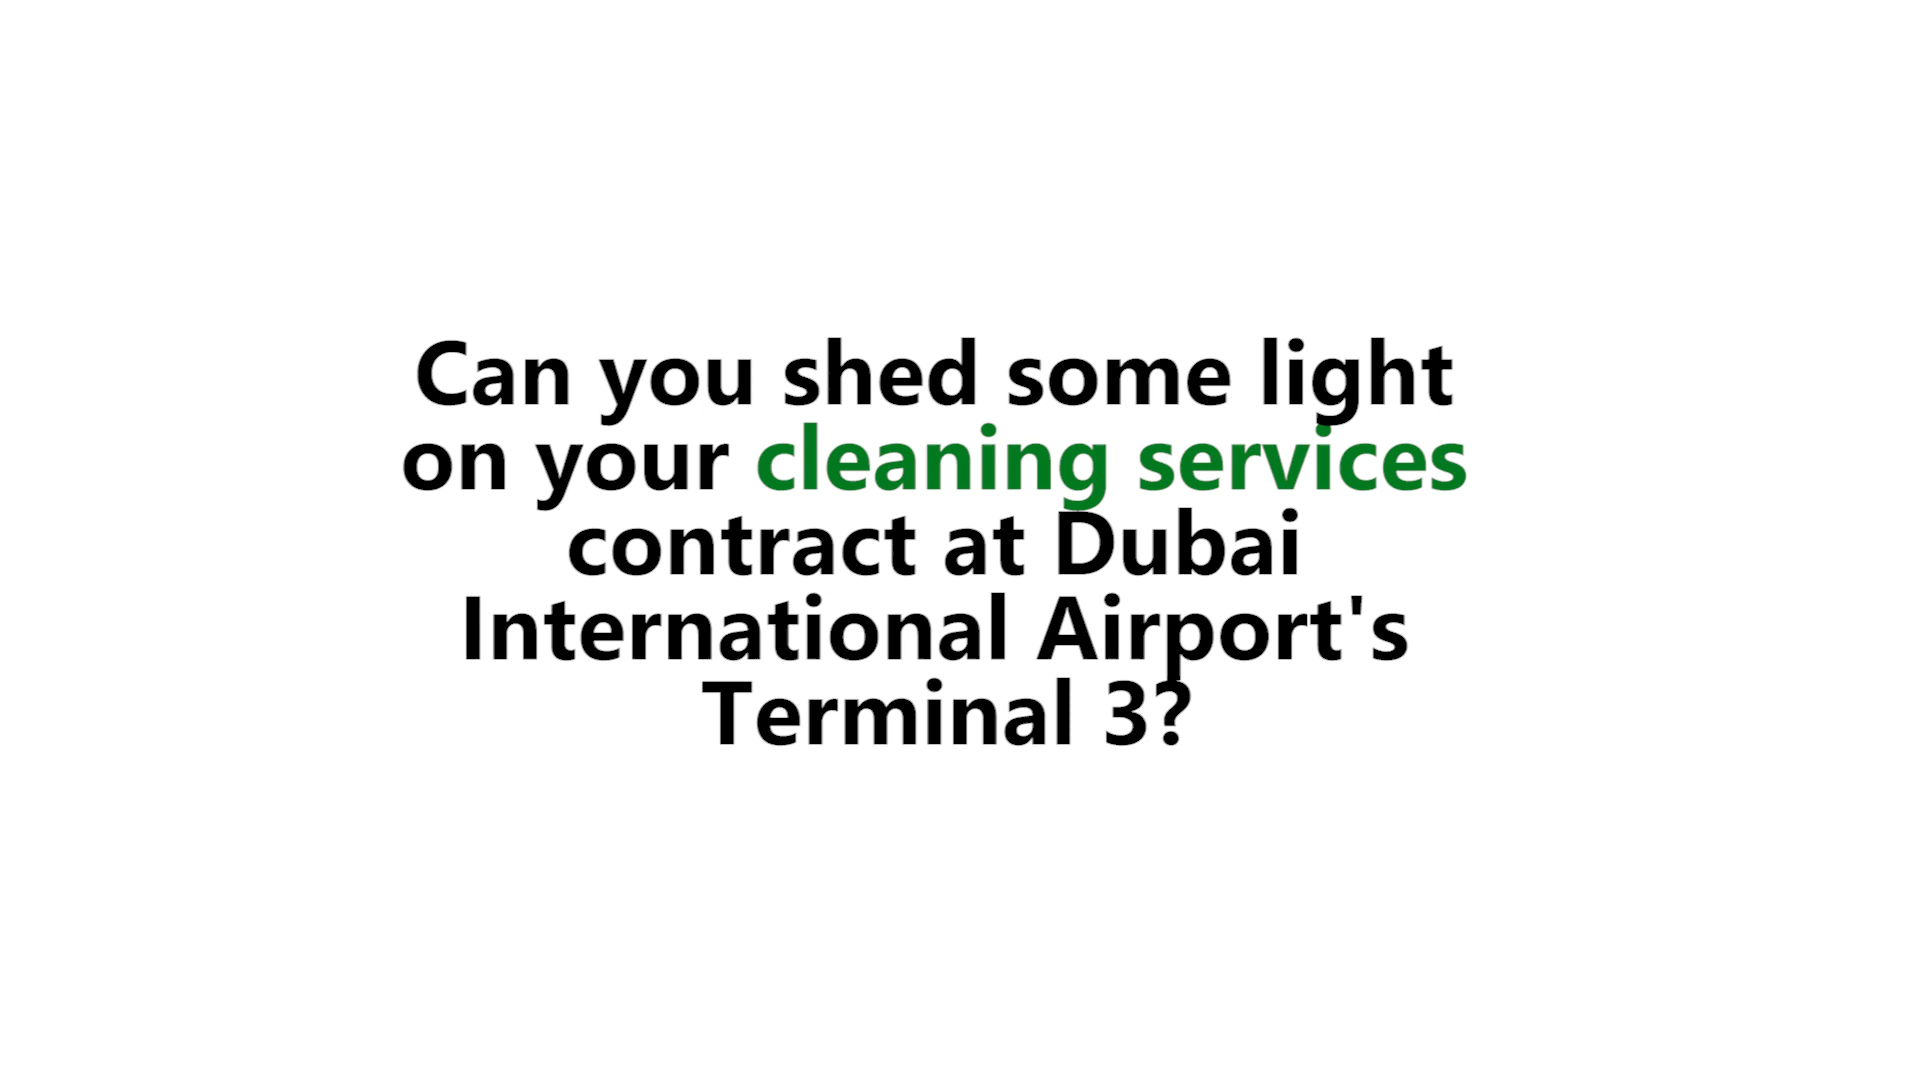 Can you shed some light
on your cleaning services
contract at Dubai
International Airport's
Terminal 3?